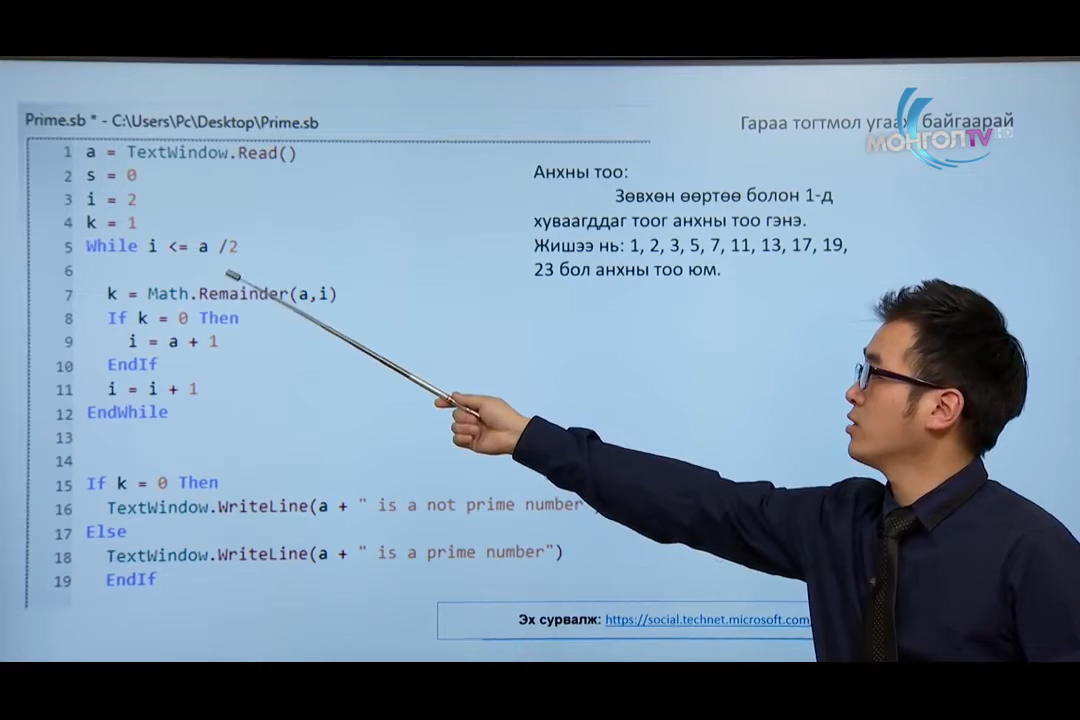 Prime.sb * - C:\Users\Pc\Desktop\Prime.sb
Гараа тогтмол угааж байгаарай
МОНГОЛ TV HD
1 a = TextWindow.Read()
2 s = 0
3 i = 2
4 k = 1
5 While i <= a /2
6
7 k = Math.Remainder(a,i)
8 If k = 0 Then
9 i = a + 1
10 EndIf
11 i = i + 1
12 EndWhile
13
14
15 If k = 0 Then
16 TextWindow.WriteLine(a + " is a not prime number
17 Else
18 TextWindow.WriteLine(a + " is a prime number")
19 EndIf
Анхны тоо:
Зөвхөн өөртөө болон 1-д
хуваагддаг тоог анхны тоо гэнэ.
Жишээ нь: 1, 2, 3, 5, 7, 11, 13, 17, 19,
23 бол анхны тоо юм.
Эх сурвалж: https://social.technet.microsoft.com